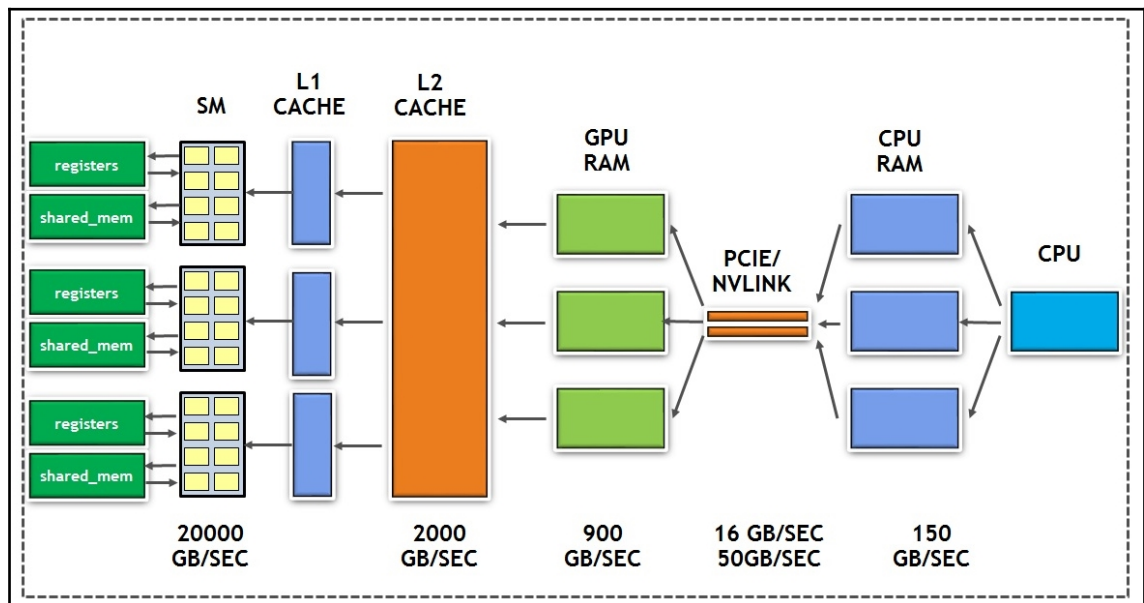 SM
L1
CACHE
L2
CACHE
GPU
RAM
CPU
RAM
PCIE/
NVLINK
CPU
registers
shared_mem
registers
shared_mem
registers
shared_mem
20000
GB/SEC
2000
GB/SEC
900
GB/SEC
16 GB/SEC
50GB/SEC
150
GB/SEC